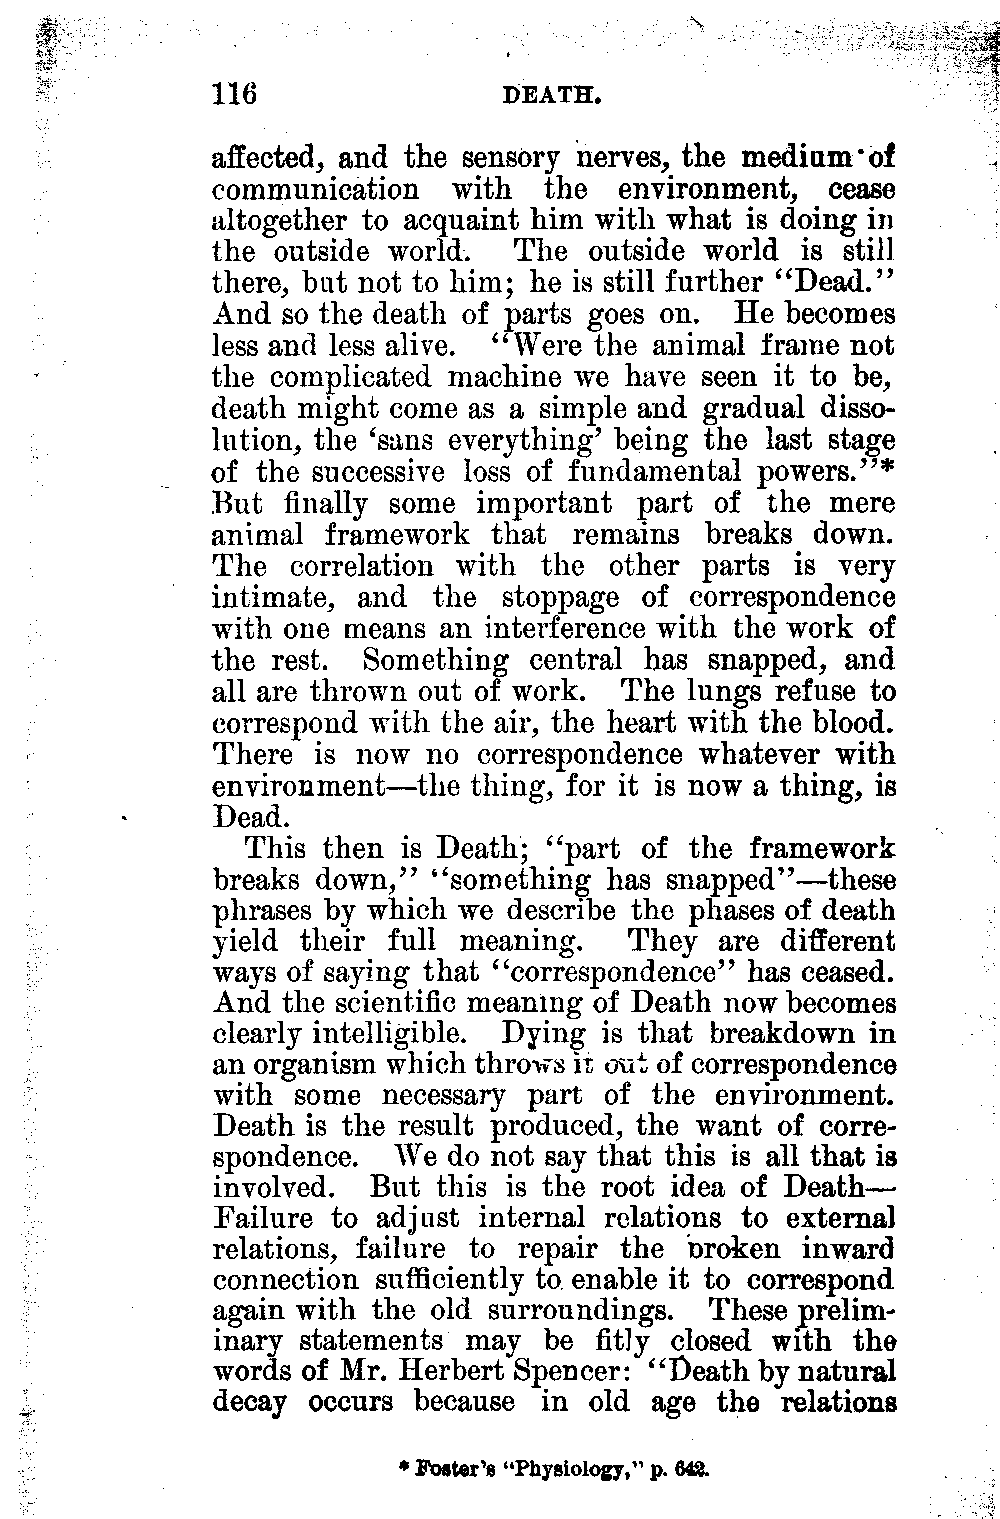 116 DEATH.
affected, and the sensory nerves, the medium of
communication with the environment, cease
altogether to acquaint him with what is doing in
the outside world. The outside world is still
there, but not to him; he is still further "Dead."
And so the death of parts goes on. He becomes
less and less alive. "Were the animal frame not
the complicated machine we have seen it to be,
death might come as a simple and gradual disso-
lution, the 'sans everything' being the last stage
of the successive loss of fundamental powers."*
But finally some important part of the mere
animal framework that remains breaks down.
The correlation with the other parts is very
intimate, and the stoppage of correspondence
with one means an interference with the work of
the rest. Something central has snapped, and
all are thrown out of work. The lungs refuse to
correspond with the air, the heart with the blood.
There is now no correspondence whatever with
environment—the thing, for it is now a thing, is
Dead.
This then is Death; "part of the framework
breaks down," "something has snapped"—these
phrases by which we describe the phases of death
yield their full meaning. They are different
ways of saying that "correspondence" has ceased.
And the scientific meaning of Death now becomes
clearly intelligible. Dying is that breakdown in
an organism which throws it out of correspondence
with some necessary part of the environment.
Death is the result produced, the want of corre-
spondence. We do not say that this is all that is
involved. But this is the root idea of Death—
Failure to adjust internal relations to external
relations, failure to repair the broken inward
connection sufficiently to enable it to correspond
again with the old surroundings. These prelim-
inary statements may be fitly closed with the
words of Mr. Herbert Spencer: "Death by natural
decay occurs because in old age the relations
* Foster's "Physiology," p. 642.